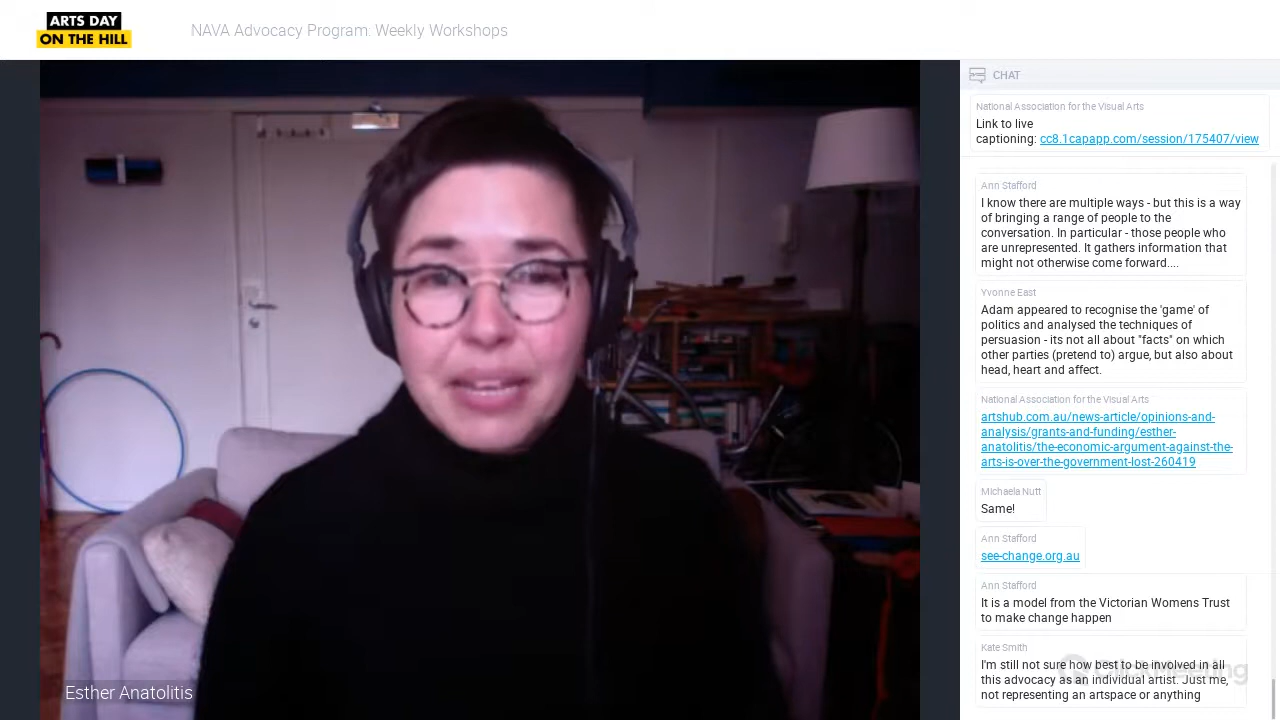 ARTS DAY
ON THE HILL
NAVA Advocacy Program: Weekly Workshops
CHAT
National Association for the Visual Arts
Link to live
captioning: cc8.1capapp.com/session/175407/view
Ann Stafford
I know there are multiple ways - but this is a way
of bringing a range of people to the
conversation. In particular - those people who
are unrepresented. It gathers information that
might not otherwise come forward....
Yvonne East
Adam appeared to recognise the 'game' of
politics and analysed the techniques of
persuasion - its not all about "facts" on which
other parties (pretend to) argue, but also about
head, heart and affect.
National Association for the Visual Arts
artshub.com.au/news-article/opinions-and-
analysis/grants-and-funding/esther-
anatolitis/the-economic-argument-against-the-
arts-is-over-the-government-lost-260419
Michaela Nutt
Same!
Ann Stafford
see-change.org.au
Ann Stafford
It is a model from the Victorian Womens Trust
to make change happen
Kate Smith
I'm still not sure how best to be involved in all
this advocacy as an individual artist. Just me,
not representing an artspace or anything
Esther Anatolitis